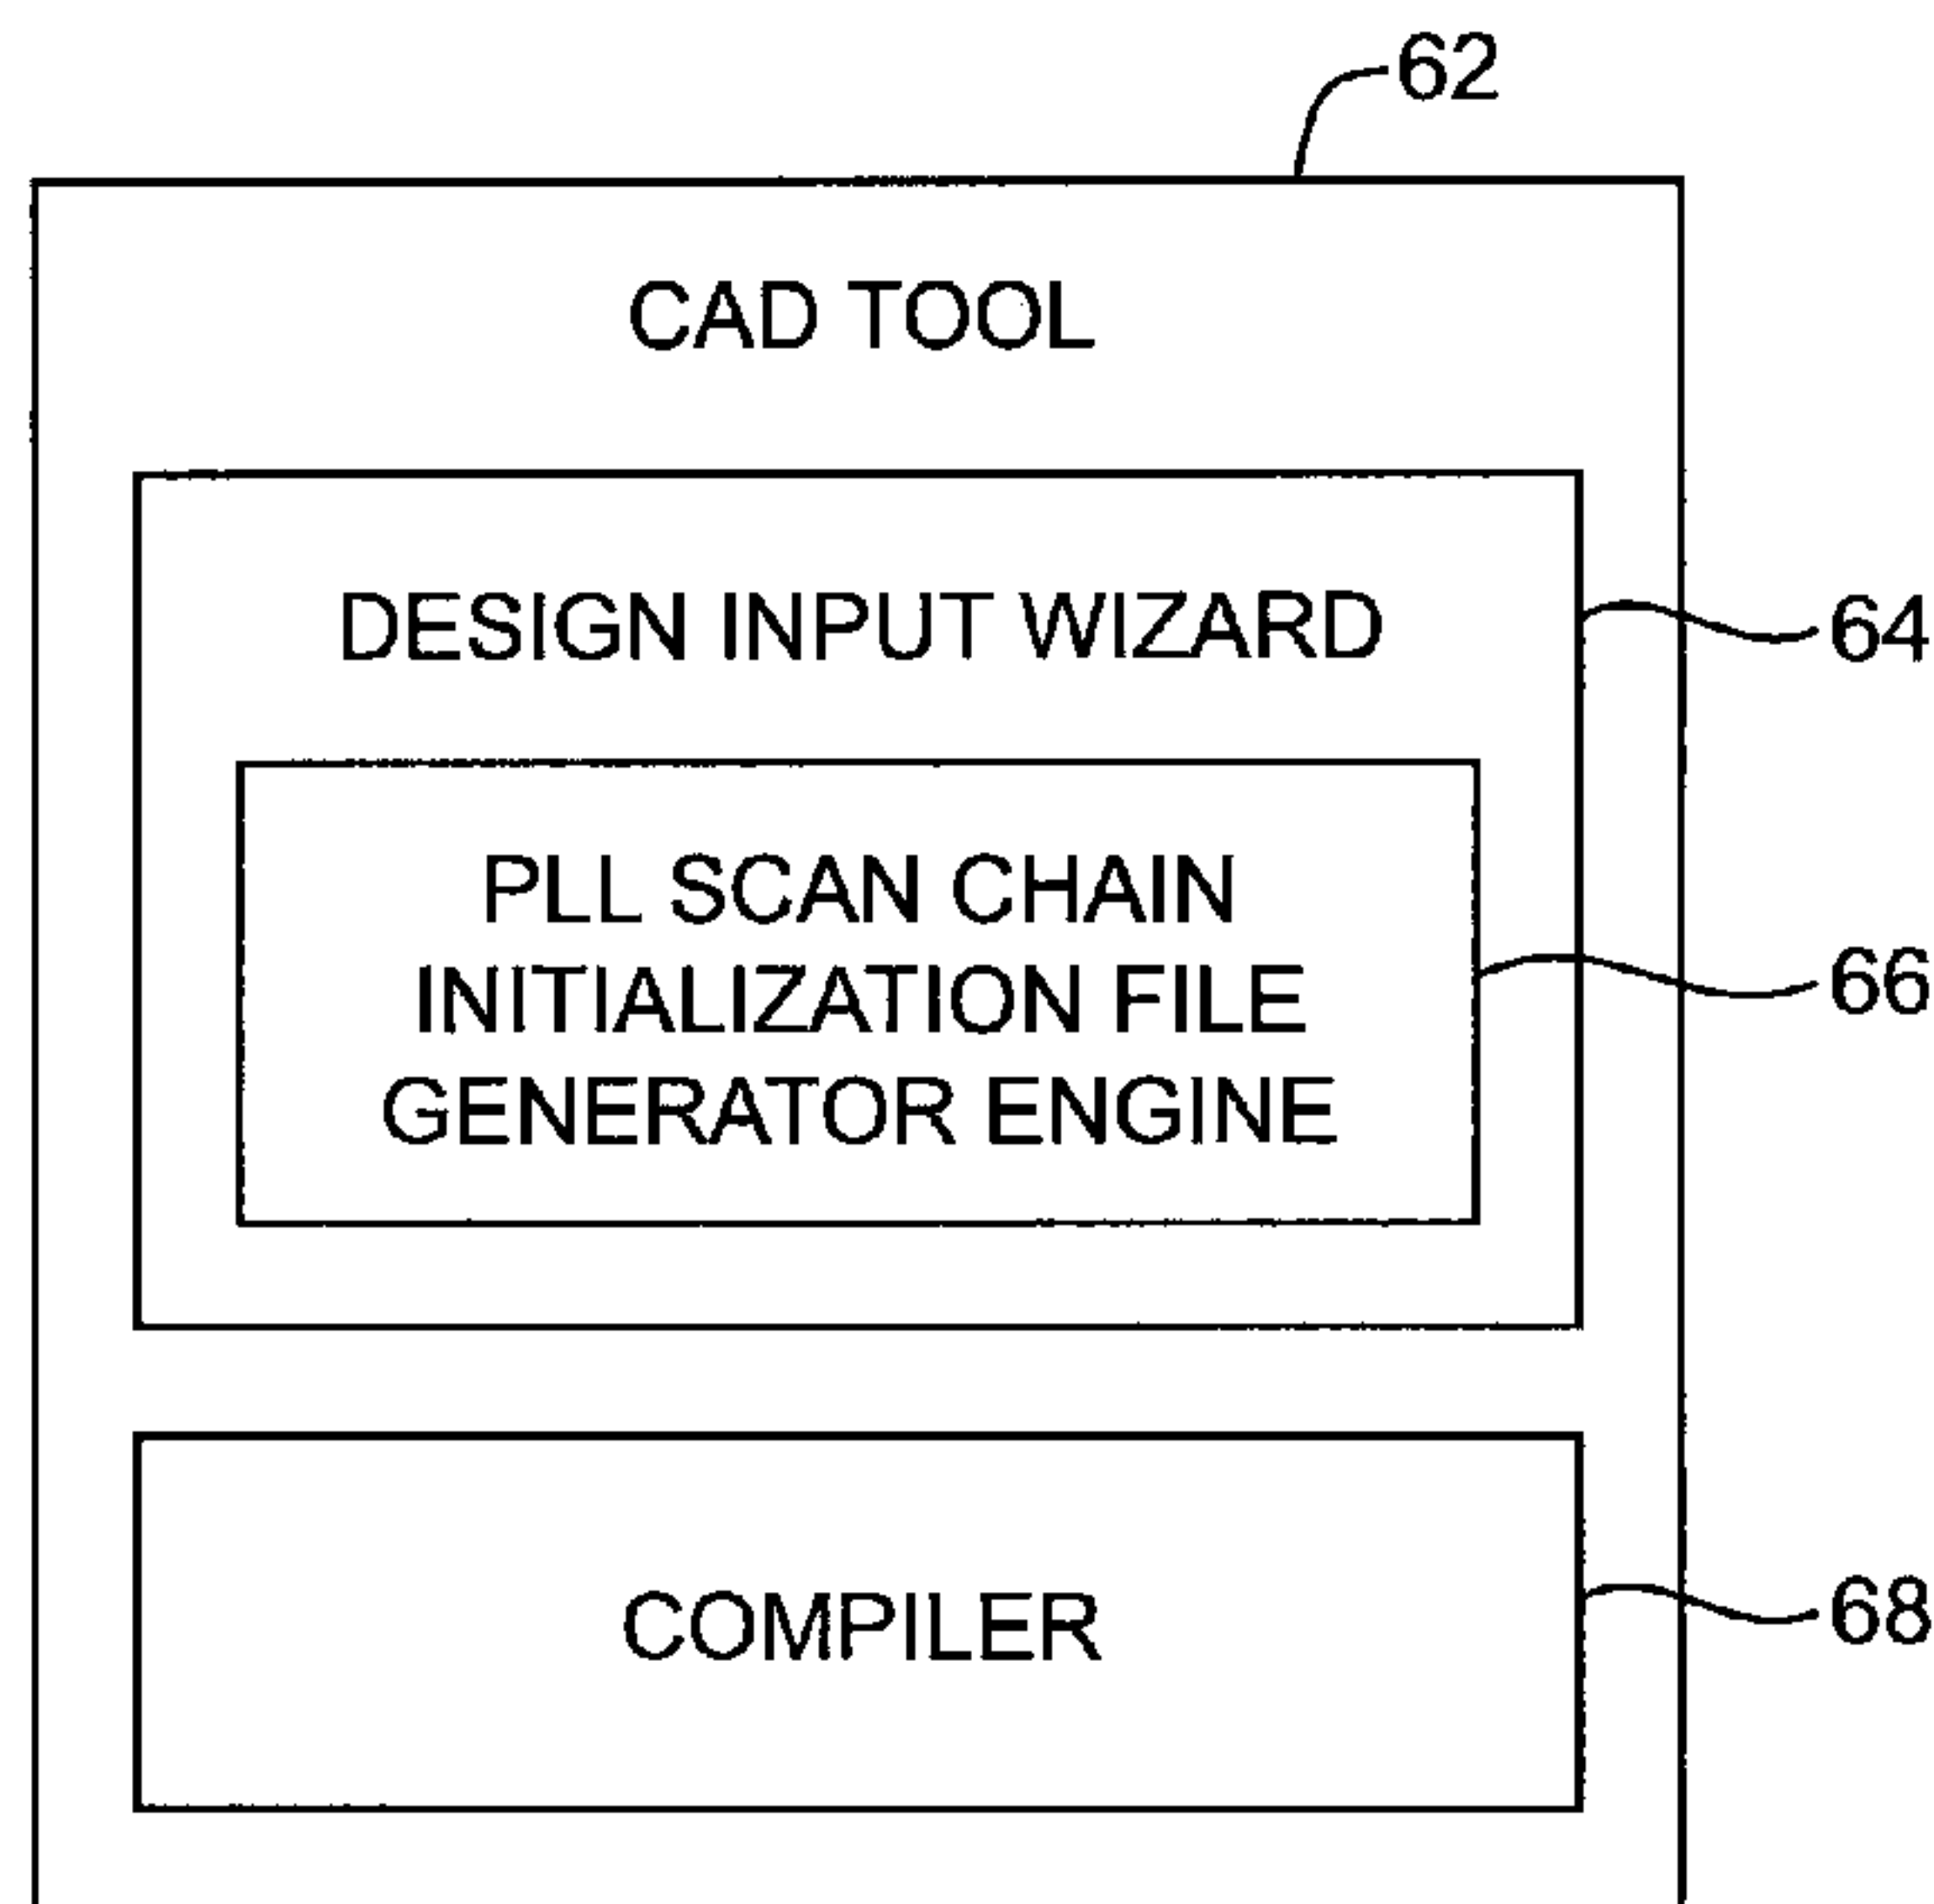 62
CAD TOOL
DESIGN INPUT WIZARD
64
PLL SCAN CHAIN
INITIALIZATION FILE
GENERATOR ENGINE
66
COMPILER
68